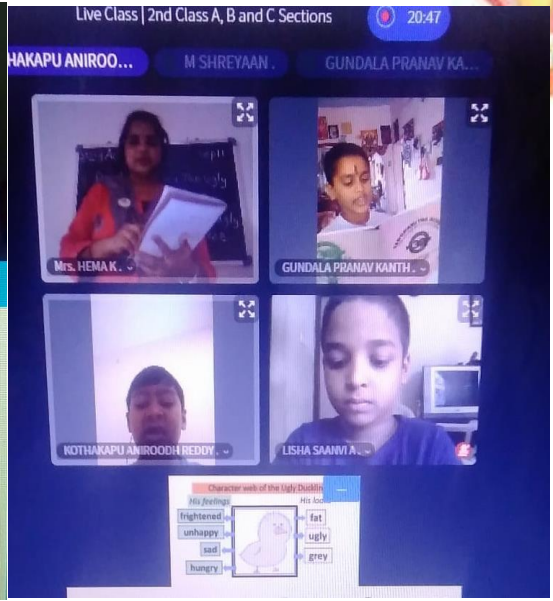 Live Class | 2nd Class A, B and C Sections
20:47
HAKAPU ANIROO...
M SHREYAAN .
GUNDALA PRANAV KA...
Mrs. HEMA K .
GUNDALA PRANAV KANTH .
KOTHAKAPU ANIROODH REDDY .
LISHA SAANVI A .
Character web of the Ugly Ducklin
His feelings
His loo
frightened
fat
unhappy
ugly
sad
grey
hungry